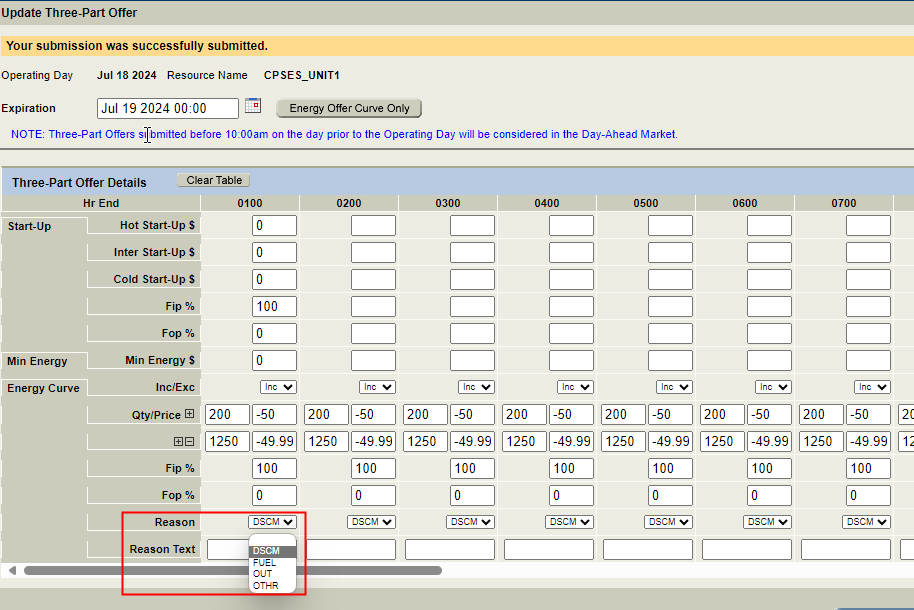 Update Three-Part Offer
Your submission was successfully submitted.
Operating Day Jul 18 2024 Resource Name CPSES_UNIT1
Expiration Jul 19 2024 00:00 Energy Offer Curve Only
NOTE: Three-Part Offers submitted before 10:00am on the day prior to the Operating Day will be considered in the Day-Ahead Market.
Three-Part Offer Details Clear Table
Hr End 0100 0200 0300 0400 0500 0600 0700
Start-Up Hot Start-Up $ 0
Inter Start-Up $ 0
Cold Start-Up $ 0
Fip % 100
Fop % 0
Min Energy Min Energy $ 0
Energy Curve Inc/Exc Inc Inc Inc Inc Inc Inc Inc
Qty/Price 200 -50 200 -50 200 -50 200 -50 200 -50 200 -50 200 -50 20
1250 -49.99 1250 -49.99 1250 -49.99 1250 -49.99 1250 -49.99 1250 -49.99 1250 -49.99 12
Fip % 100 100 100 100 100 100 100
Fop % 0 0 0 0 0 0 0
Reason DSCM DSCM DSCM DSCM DSCM DSCM DSCM
Reason Text
DSCM
FUEL
OUT
OTHR